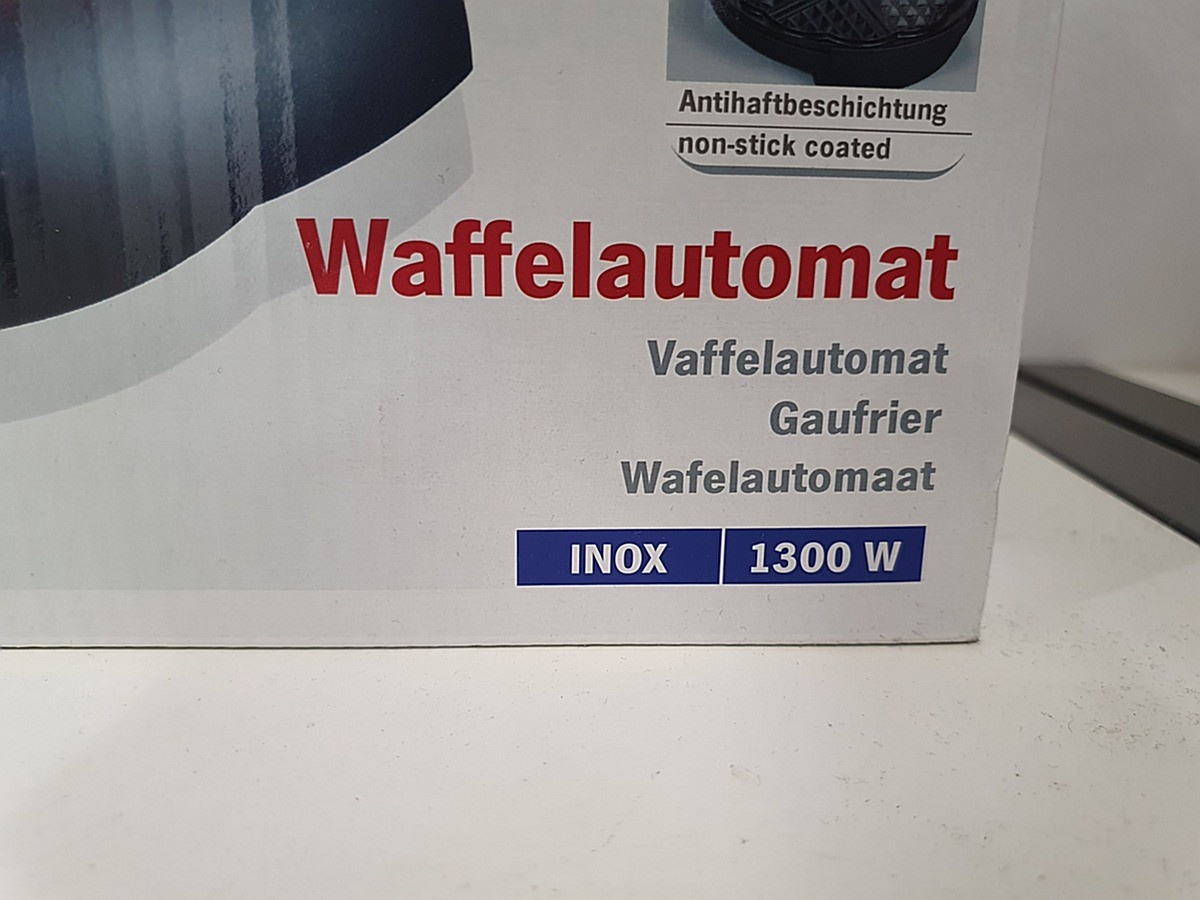 Antihaftbeschichtung
non-stick coated
Waffelautomat
Vaffelautomat
Gaufrier
Wafelautomaat
INOX 1300 W